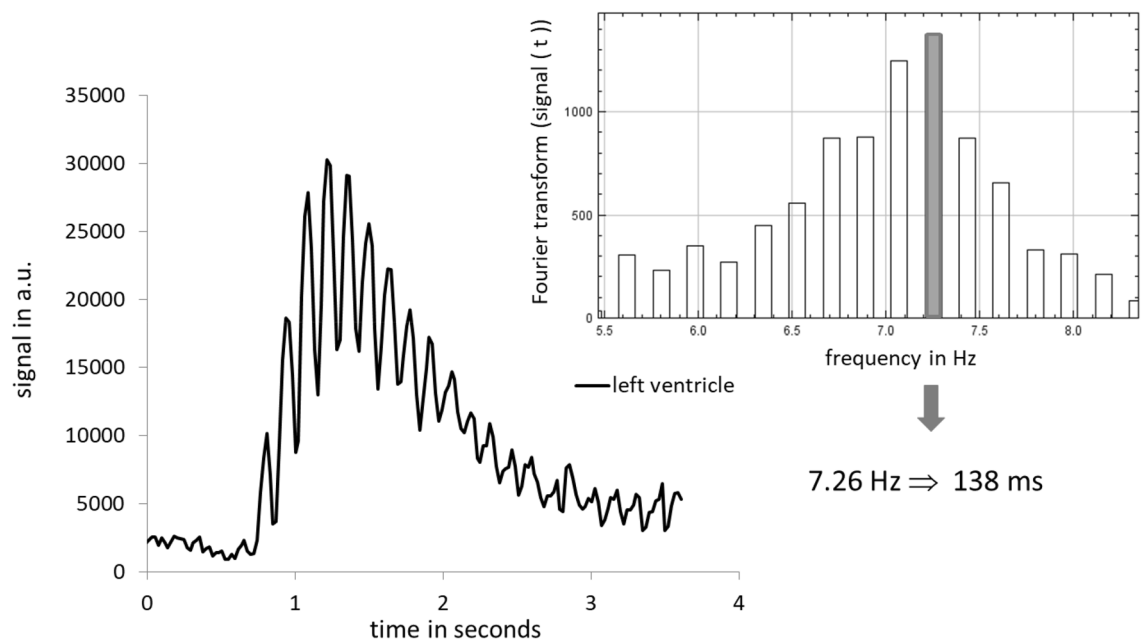 35000
30000
25000
20000
15000
10000
5000
0
signal in a.u.
0 1 2 3 4
time in seconds
left ventricle
Fourier transform (signal ( t ))
1000
500
0
5.5 6.0 6.5 7.0 7.5 8.0
frequency in Hz
7.26 Hz ⇒ 138 ms